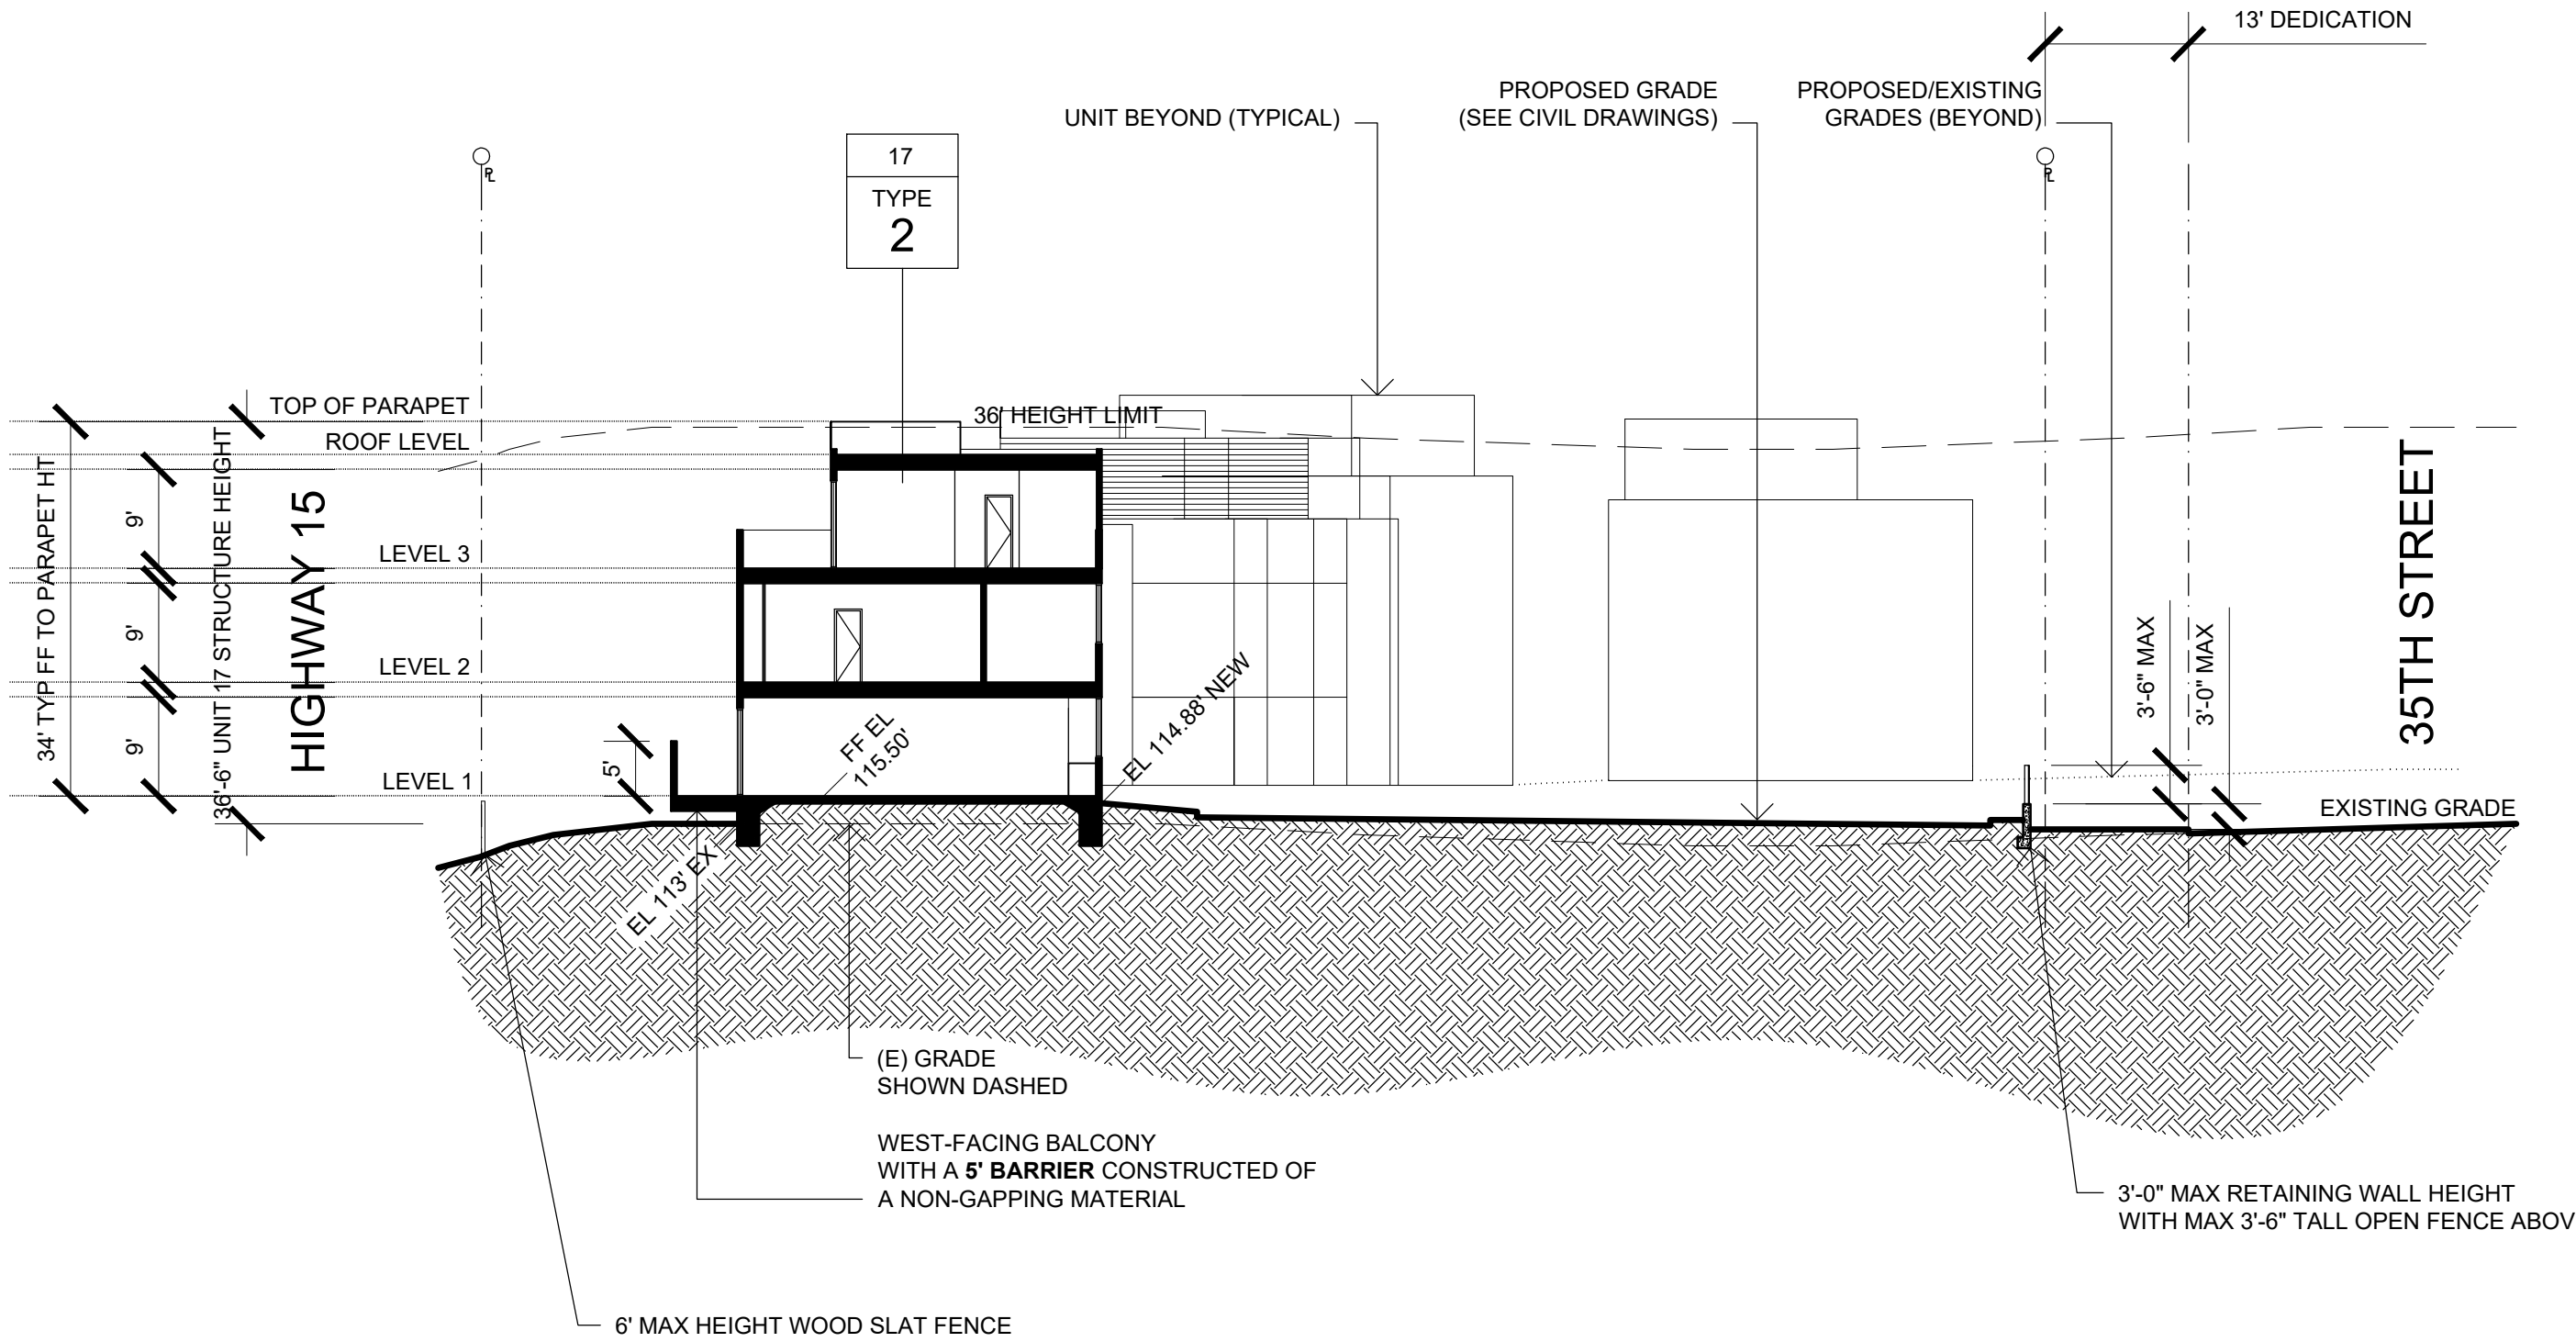 13' DEDICATION
UNIT BEYOND (TYPICAL)
PROPOSED GRADE
(SEE CIVIL DRAWINGS)
PROPOSED/EXISTING
GRADES (BEYOND)
17
TYPE
2
PL
PL
TOP OF PARAPET
ROOF LEVEL
LEVEL 3
LEVEL 2
LEVEL 1
34' TYP FF TO PARAPET HT
9'
9'
9'
36'-6" UNIT 17 STRUCTURE HEIGHT
HIGHWAY 15
36' HEIGHT LIMIT
5'
FF EL
115.50'
EL 114.88' NEW
EL 113' EX
3'-6" MAX
3'-0" MAX
35TH STREET
EXISTING GRADE
(E) GRADE
SHOWN DASHED
WEST-FACING BALCONY
WITH A 5' BARRIER CONSTRUCTED OF
A NON-GAPPING MATERIAL
3'-0" MAX RETAINING WALL HEIGHT
WITH MAX 3'-6" TALL OPEN FENCE ABOV
6' MAX HEIGHT WOOD SLAT FENCE